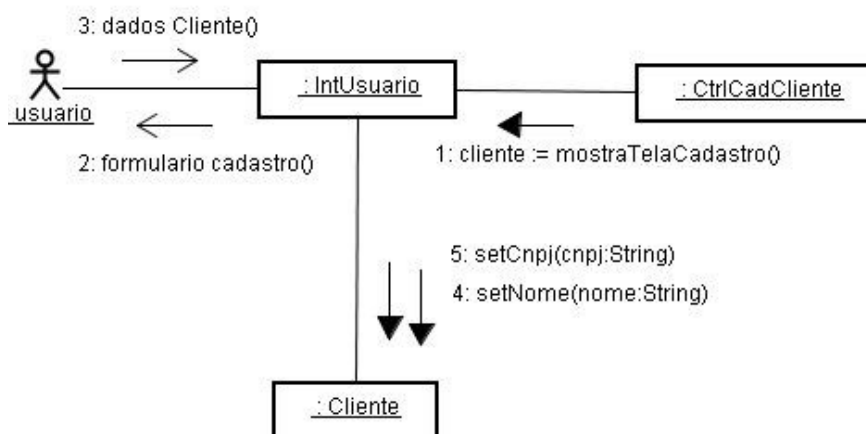 3: dados Cliente()
: IntUsuario
: CtrlCadCliente
usuario
2: formulario cadastro()
1: cliente := mostraTelaCadastro()
5: setCnpj(cnpj:String)
4: setNome(nome:String)
: Cliente